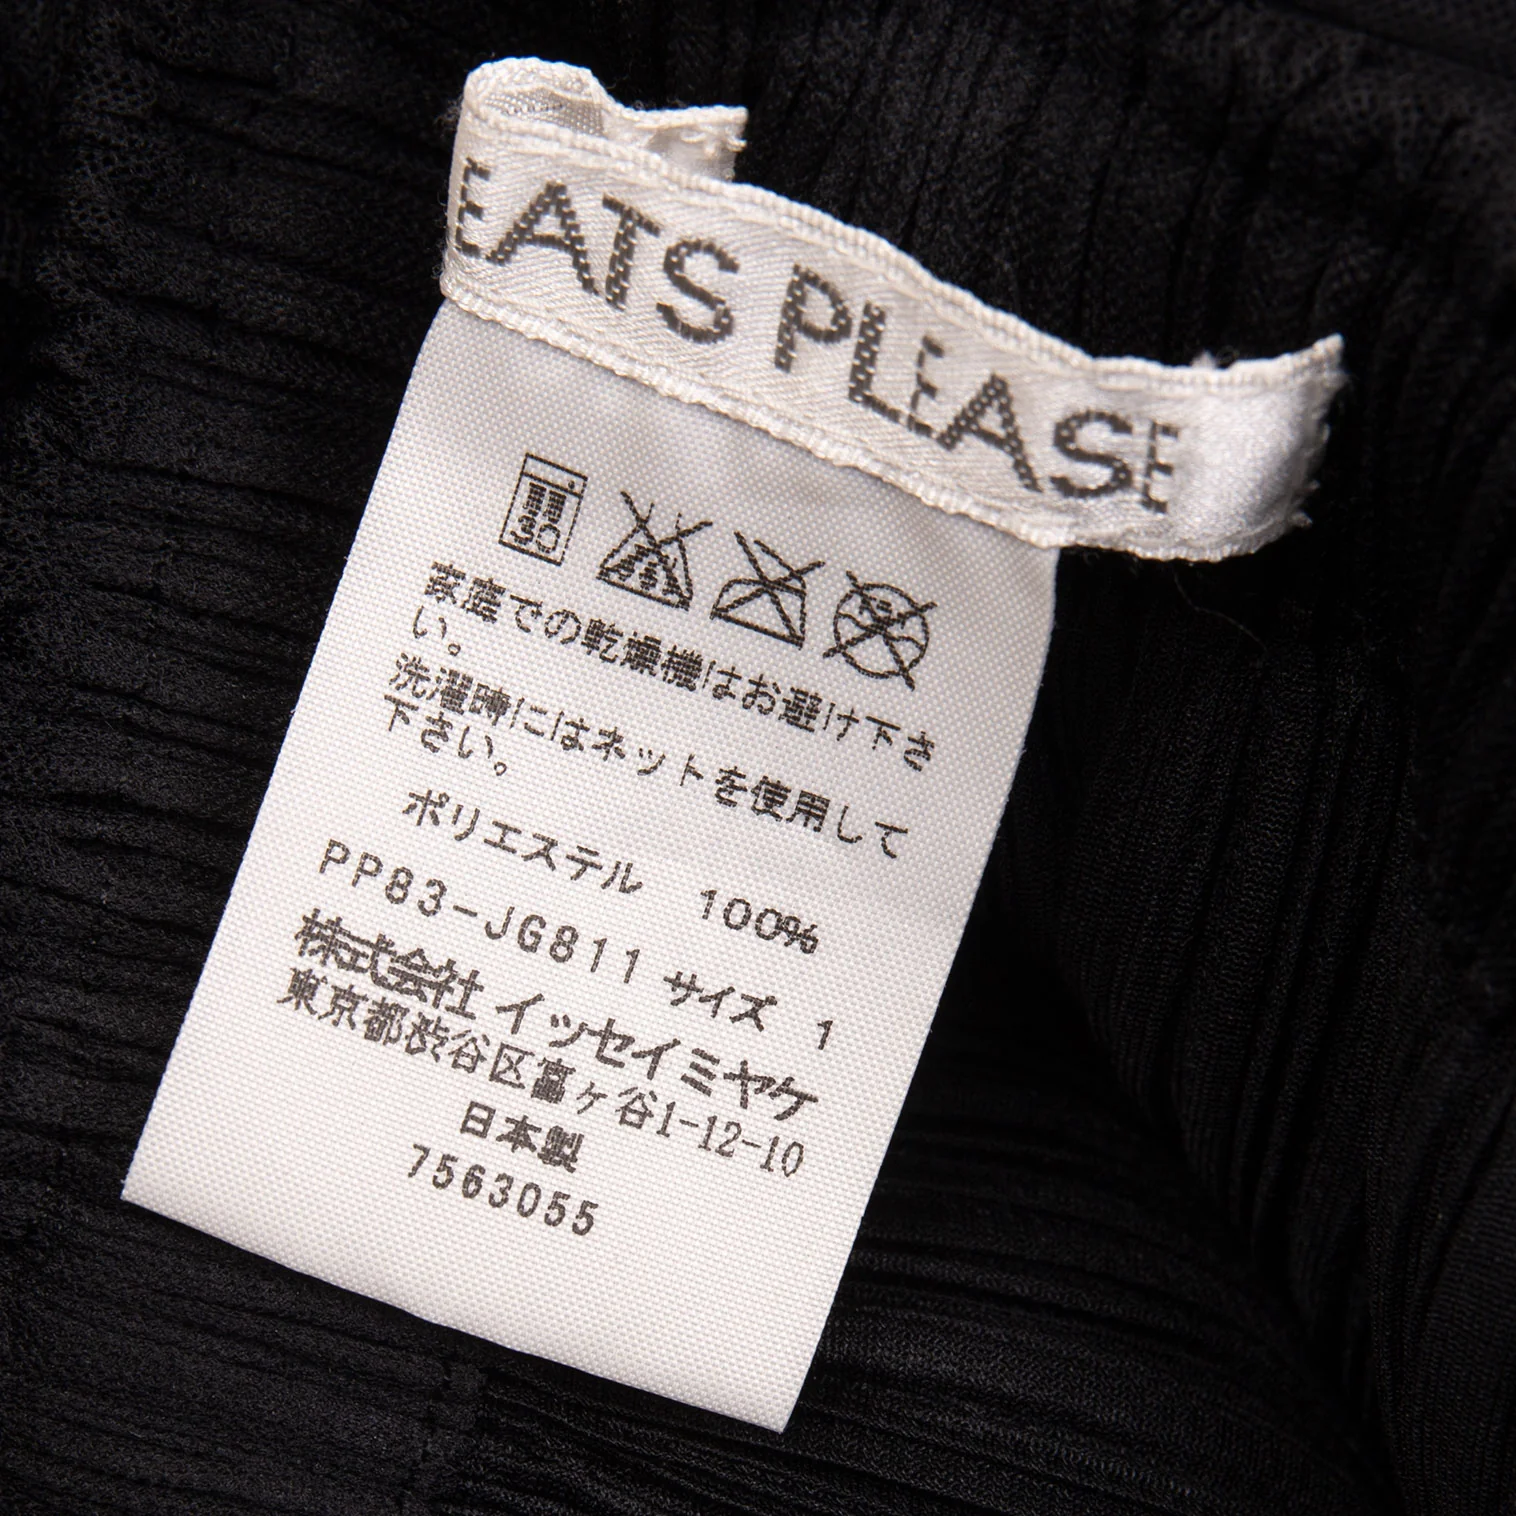 EATS PLEASE
家庭での乾燥機はお避け下さ
い。
洗濯時にはネットを使用して
下さい。
ポリエステル 100%
PP83-JG811 サイズ 1
株式会社 イッセイミヤケ
東京都渋谷区富ヶ谷1-12-10
日本製
7563055